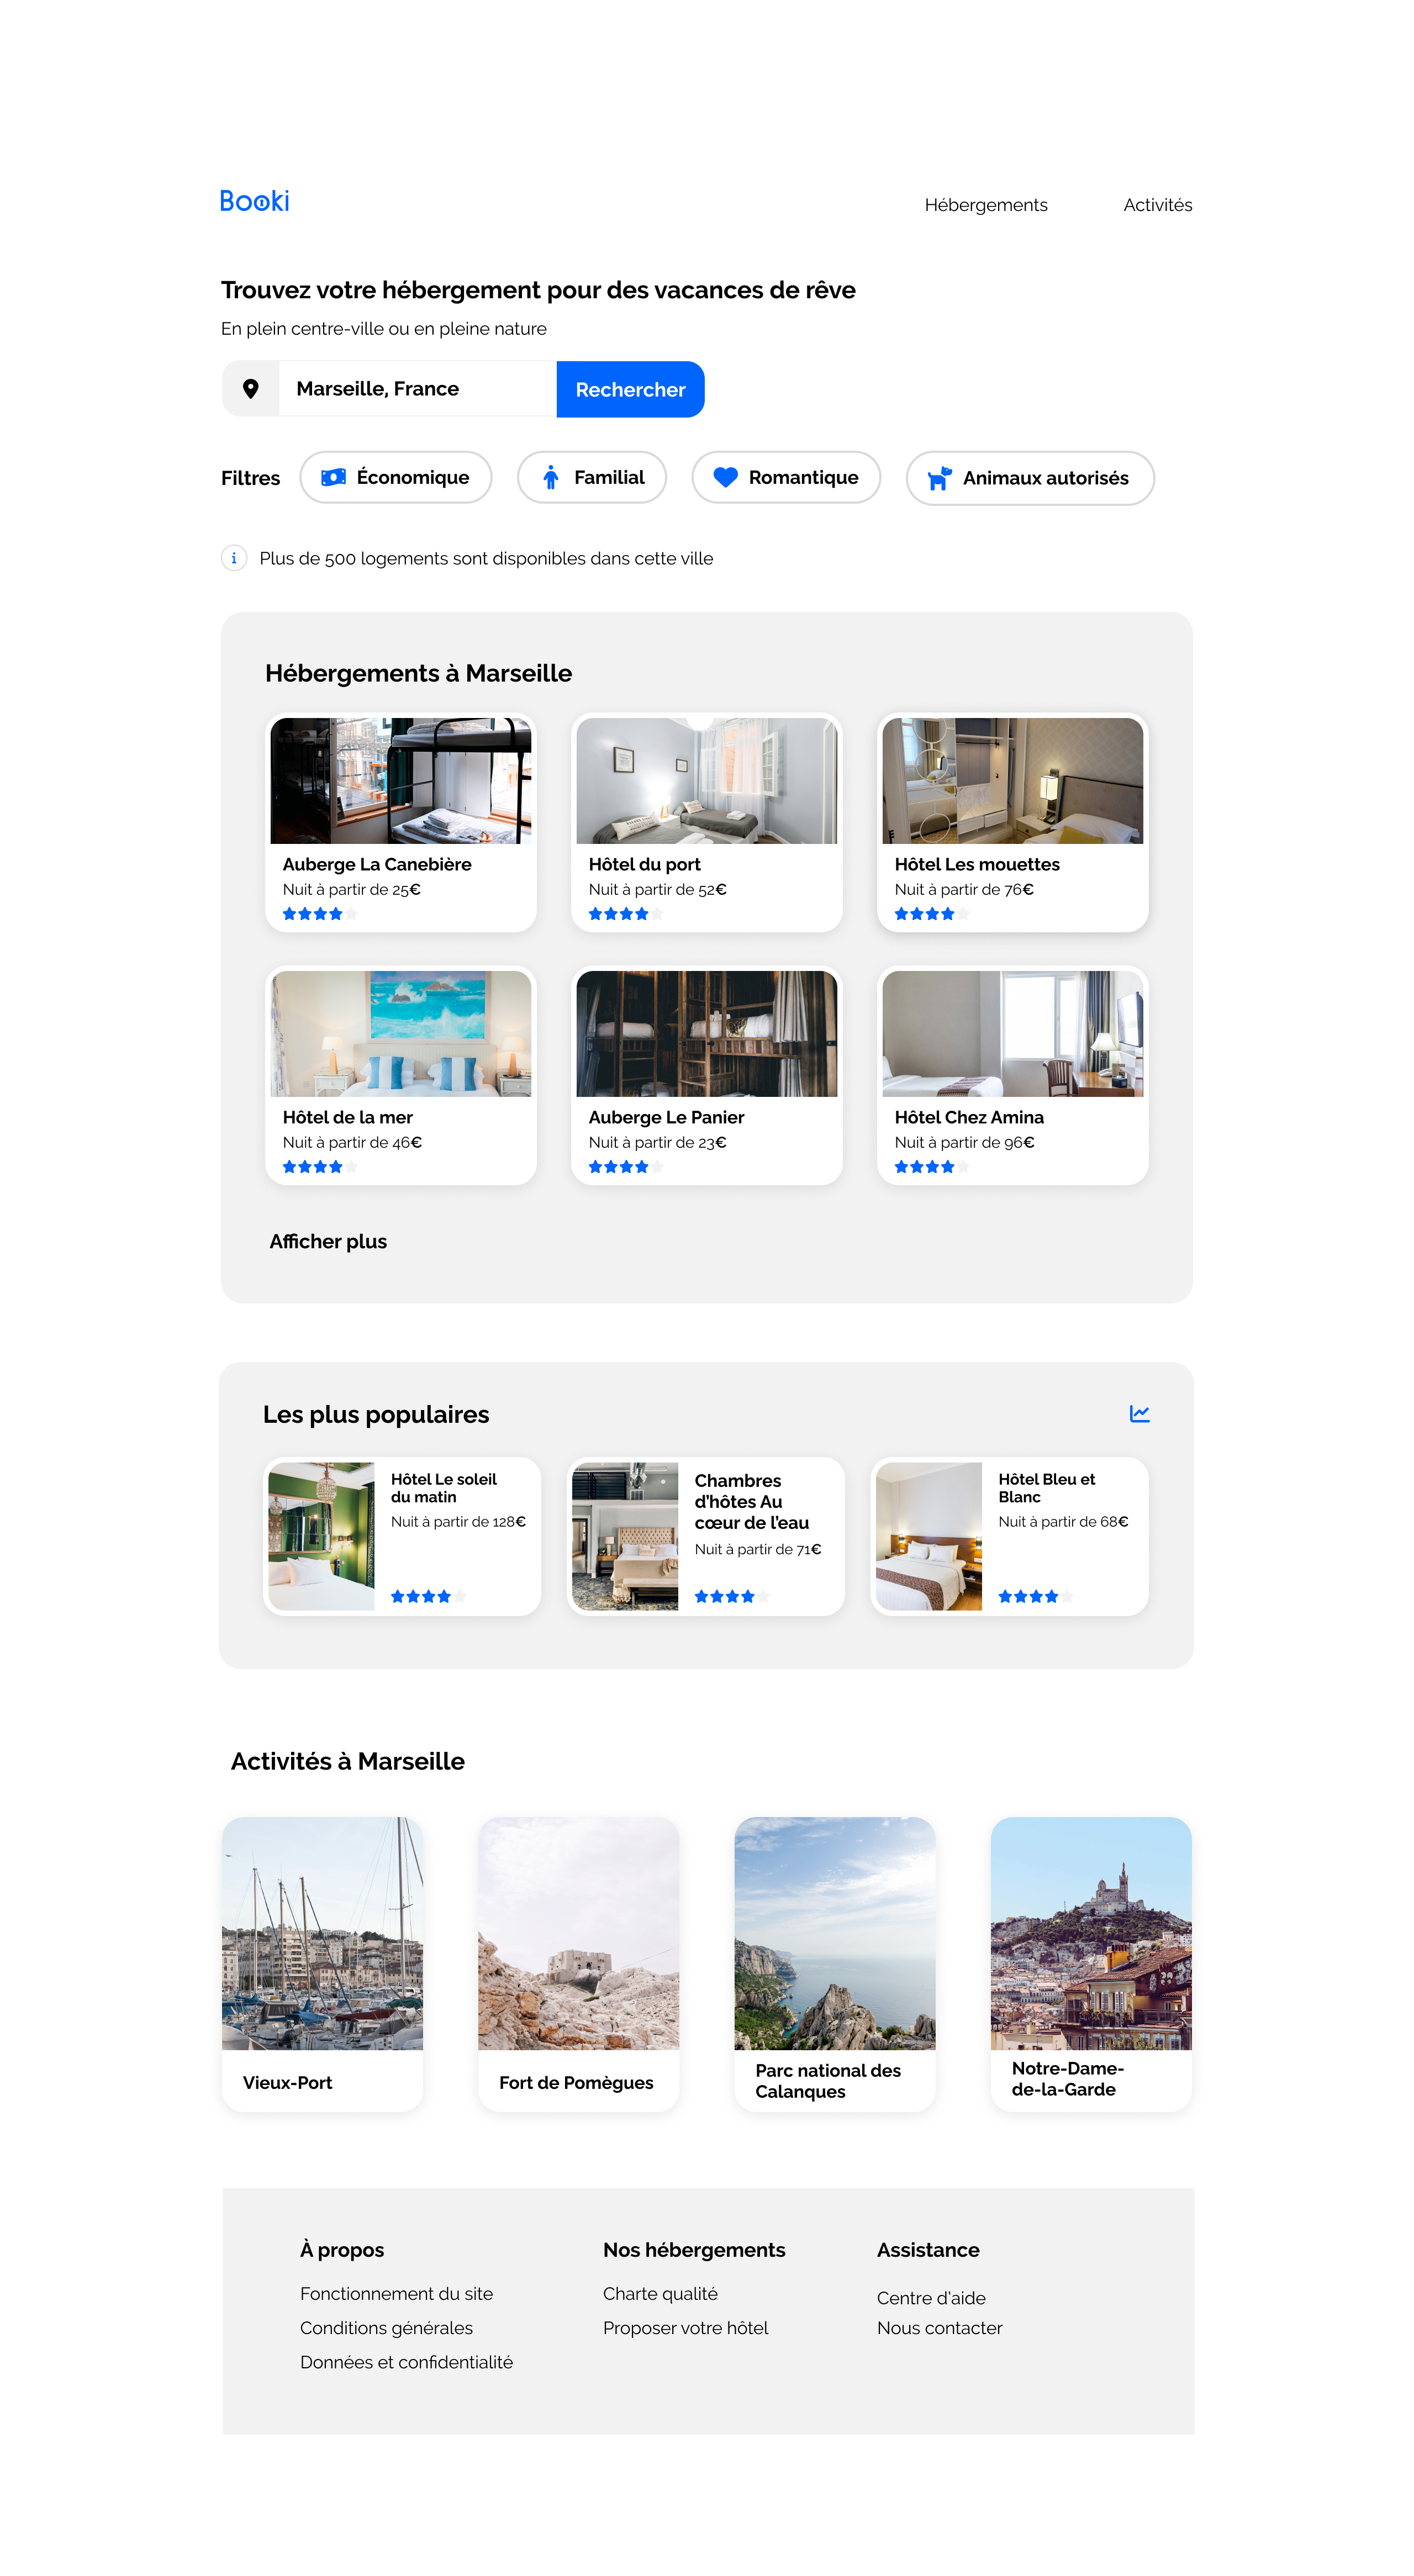 Booki
Hébergements
Activités
Trouvez votre hébergement pour des vacances de rêve
En plein centre-ville ou en pleine nature
Marseille, France
Rechercher
Filtres
Économique
Familial
Romantique
Animaux autorisés
Plus de 500 logements sont disponibles dans cette ville
Hébergements à Marseille
Auberge La Canebière
Nuit à partir de 25€
Hôtel du port
Nuit à partir de 52€
Hôtel Les mouettes
Nuit à partir de 76€
Hôtel de la mer
Nuit à partir de 46€
Auberge Le Panier
Nuit à partir de 23€
Hôtel Chez Amina
Nuit à partir de 96€
Afficher plus
Les plus populaires
Hôtel Le soleil
du matin
Nuit à partir de 128€
Chambres
d'hôtes Au
cœur de l'eau
Nuit à partir de 71€
Hôtel Bleu et
Blanc
Nuit à partir de 68€
Activités à Marseille
Vieux-Port
Fort de Pomègues
Parc national des
Calanques
Notre-Dame-
de-la-Garde
À propos
Fonctionnement du site
Conditions générales
Données et confidentialité
Nos hébergements
Charte qualité
Proposer votre hôtel
Assistance
Centre d'aide
Nous contacter